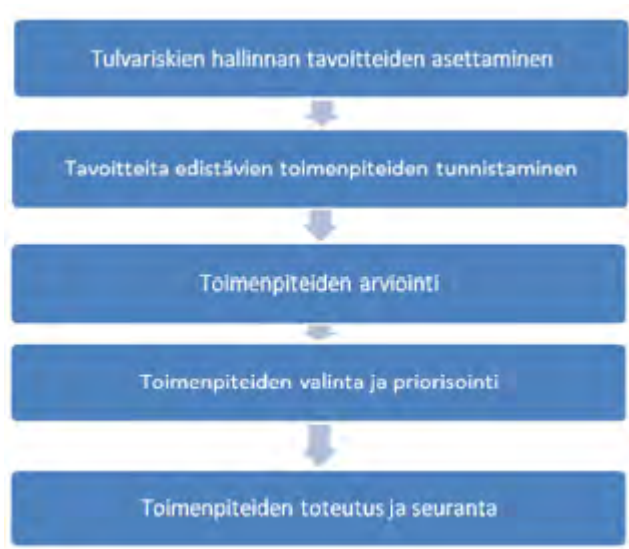 Tulvariskien hallinnan tavoitteiden asettaminen
Tavoitteita edistävien toimenpiteiden tunnistaminen
Toimenpiteiden arviointi
Toimenpiteiden valinta ja priorisointi
Toimenpiteiden toteutus ja seuranta